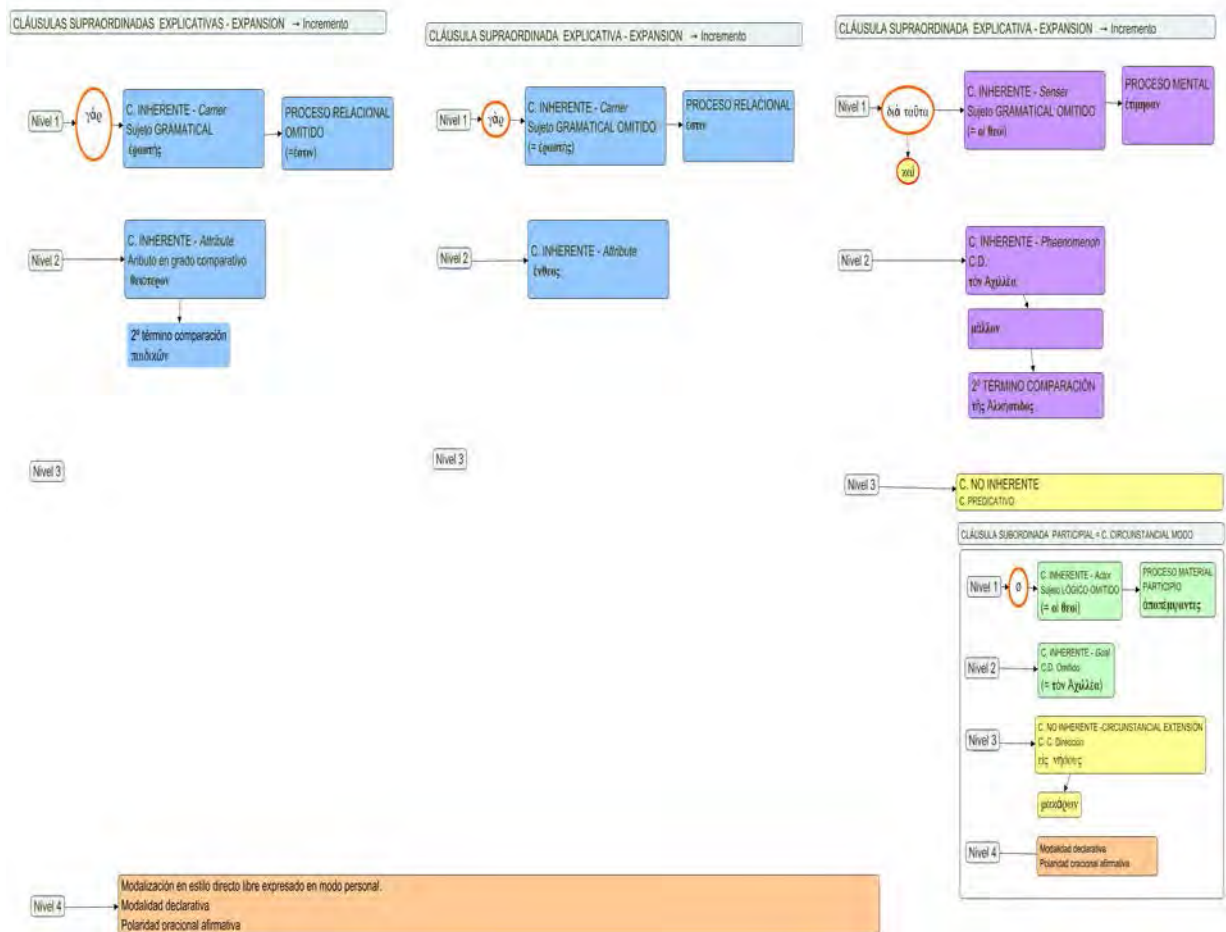 CLÁUSULAS SUPRAORDINADAS EXPLICATIVAS - EXPANSION → Incremento
Nivel 1
γάρ
C. INHERENTE - Carrier
Sujeto GRAMATICAL
ἐραστὴς
PROCESO RELACIONAL
OMITIDO
(=ἐστιν)
Nivel 2
C. INHERENTE - Attribute
Atributo en grado comparativo
θειότερον
2º término comparación
παιδικῶν
Nivel 3
CLÁUSULA SUPRAORDINADA EXPLICATIVA - EXPANSION → Incremento
Nivel 1
γὰρ
C. INHERENTE - Carrier
Sujeto GRAMATICAL OMITIDO
(= ἐραστὴς)
PROCESO RELACIONAL
ἐστιν
Nivel 2
C. INHERENTE - Attribute
ἔνθεος
Nivel 3
CLÁUSULA SUPRAORDINADA EXPLICATIVA - EXPANSION → Incremento
Nivel 1
διὰ ταῦτα
καὶ
C. INHERENTE - Senser
Sujeto GRAMATICAL OMITIDO
(= οἱ θεοί)
PROCESO MENTAL
ἐτίμησαν
Nivel 2
C. INHERENTE - Phaenomenon
C.D.
τὸν Ἀχιλλέα
μᾶλλον
2º TÉRMINO COMPARACIÓN
τῆς Ἀλκήστιδος
Nivel 3
C. NO INHERENTE
C. PREDICATIVO
CLÁUSULA SUBORDINADA PARTICIPIAL = C. CIRCUNSTANCIAL MODO
Nivel 1
Ø
C. INHERENTE - Actor
Sujeto LÓGICO-OMITIDO
(= οἱ θεοί)
PROCESO MATERIAL
PARTICIPIO
ἀποπέμψαντες
Nivel 2
C. INHERENTE - Goal
C.D. Omitido
(= τὸν Ἀχιλλέα)
Nivel 3
C. NO INHERENTE -CIRCUNSTANCIAL EXTENSIÓN
C. C. Dirección
εἰς νήσους
μακάρων
Nivel 4
Modalidad declarativa
Polaridad oracional afirmativa
Nivel 4
Modalización en estilo directo libre expresado en modo personal.
Modalidad declarativa
Polaridad oracional afirmativa